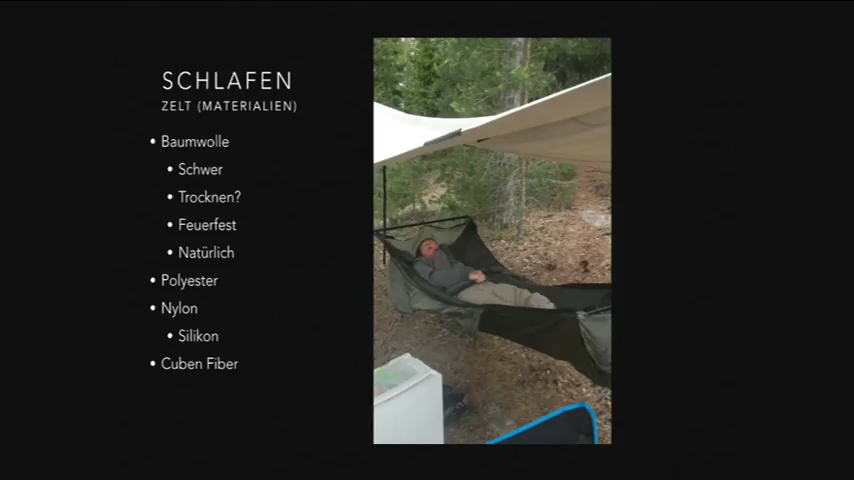 SCHLAFEN
ZELT (MATERIALIEN)
• Baumwolle
• Schwer
• Trocknen?
• Feuerfest
• Natürlich
• Polyester
• Nylon
• Silikon
• Cuben Fiber